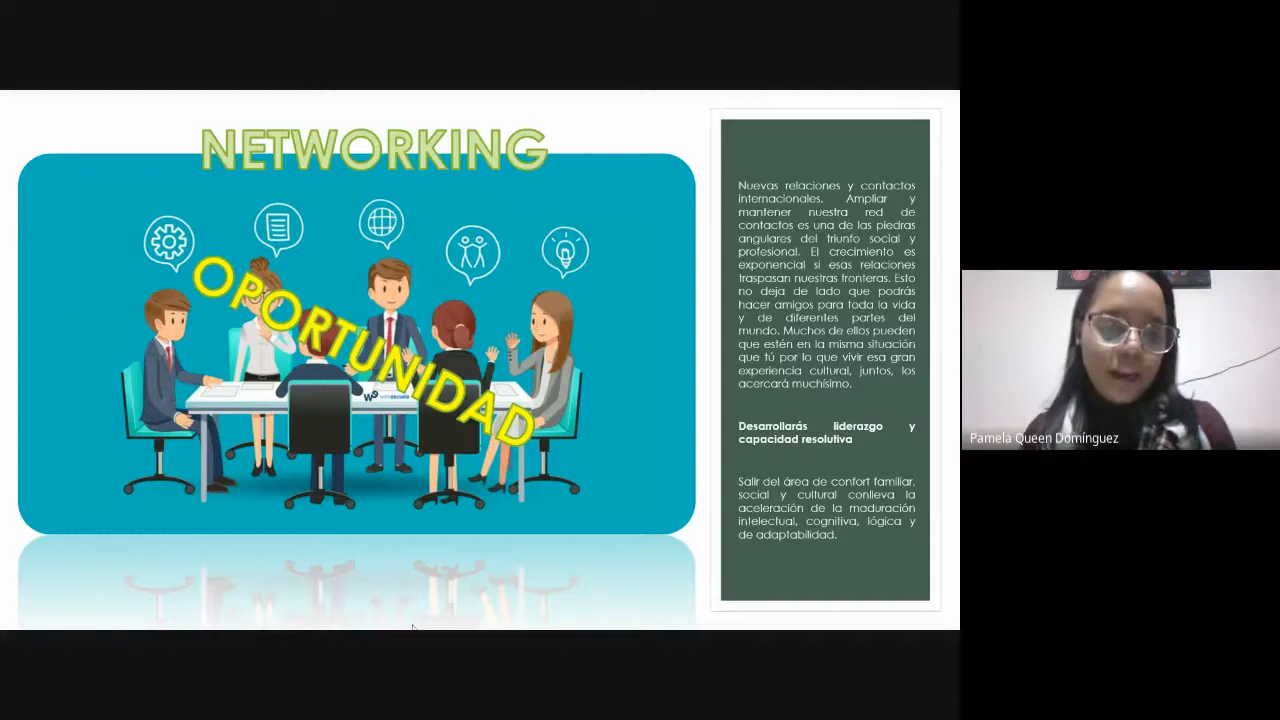 NETWORKING
OPORTUNIDAD
Nuevas relaciones y contactos
internacionales. Ampliar y
mantener nuestra red de
contactos es una de las piedras
angulares del triunfo social y
profesional. El crecimiento es
exponencial si esas relaciones
traspasan nuestras fronteras. Esto
no deja de lado que podrás
hacer amigos para toda la vida
y de diferentes partes del
mundo. Muchos de ellos pueden
que estén en la misma situación
que tú por lo que vivir esa gran
experiencia cultural, juntos, los
acercará muchísimo.
Desarrollarás liderazgo y
capacidad resolutiva
Salir del área de confort familiar,
social y cultural conlleva la
aceleración de la maduración
intelectual, cognitiva, lógica y
de adaptabilidad.
Pamela Queen Domínguez